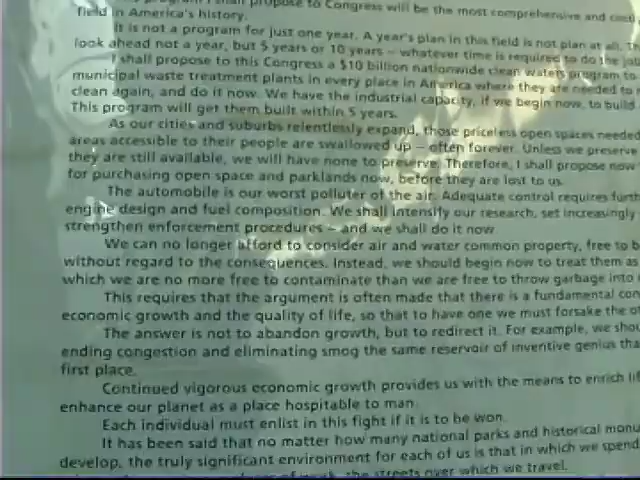 program I shall propose to Congress will be the most comprehensive and
field in America's history.
It is not a program for just one year. A year's plan in this field is not plan at all.
look ahead not a year, but 5 years or 10 years – whatever time is required to do the job
I shall propose to this Congress a $10 billion nationwide clean waters program to
municipal waste treatment plants in every place in America where they are needed to
clean again, and do it now. We have the industrial capacity, if we begin now, to build
This program will get them built within 5 years.
As our cities and suburbs relentlessly expand, those priceless open spaces needed
areas accessible to their people are swallowed up – often forever. Unless we preserve
they are still available, we will have none to preserve. Therefore, I shall propose now
for purchasing open space and parklands now, before they are lost to us.
The automobile is our worst polluter of the air. Adequate control requires furth
engine design and fuel composition. We shall intensify our research, set increasingly
strengthen enforcement procedures – and we shall do it now
We can no longer afford to consider air and water common property, free to b
without regard to the consequences. Instead, we should begin now to treat them as
which we are no more free to contaminate than we are free to throw garbage into
This requires that the argument is often made that there is a fundamental con
economic growth and the quality of life, so that to have one we must forsake the ot
The answer is not to abandon growth, but to redirect it. For example, we shou
ending congestion and eliminating smog the same reservoir of inventive genius tha
first place.
Continued vigorous economic growth provides us with the means to enrich lif
enhance our planet as a place hospitable to man.
Each individual must enlist in this fight if it is to be won.
It has been said that no matter how many national parks and historical monu
develop, the truly significant environment for each of us is that in which we spend
the streets over which we travel.